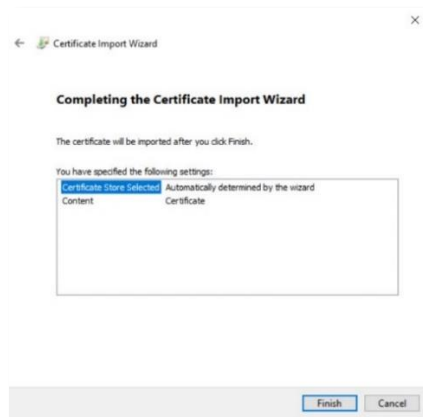 Certificate Import Wizard
Completing the Certificate Import Wizard
The certificate will be imported after you click Finish.
You have specified the following settings:
Certificate Store Selected Automatically determined by the wizard
Content Certificate
Finish Cancel